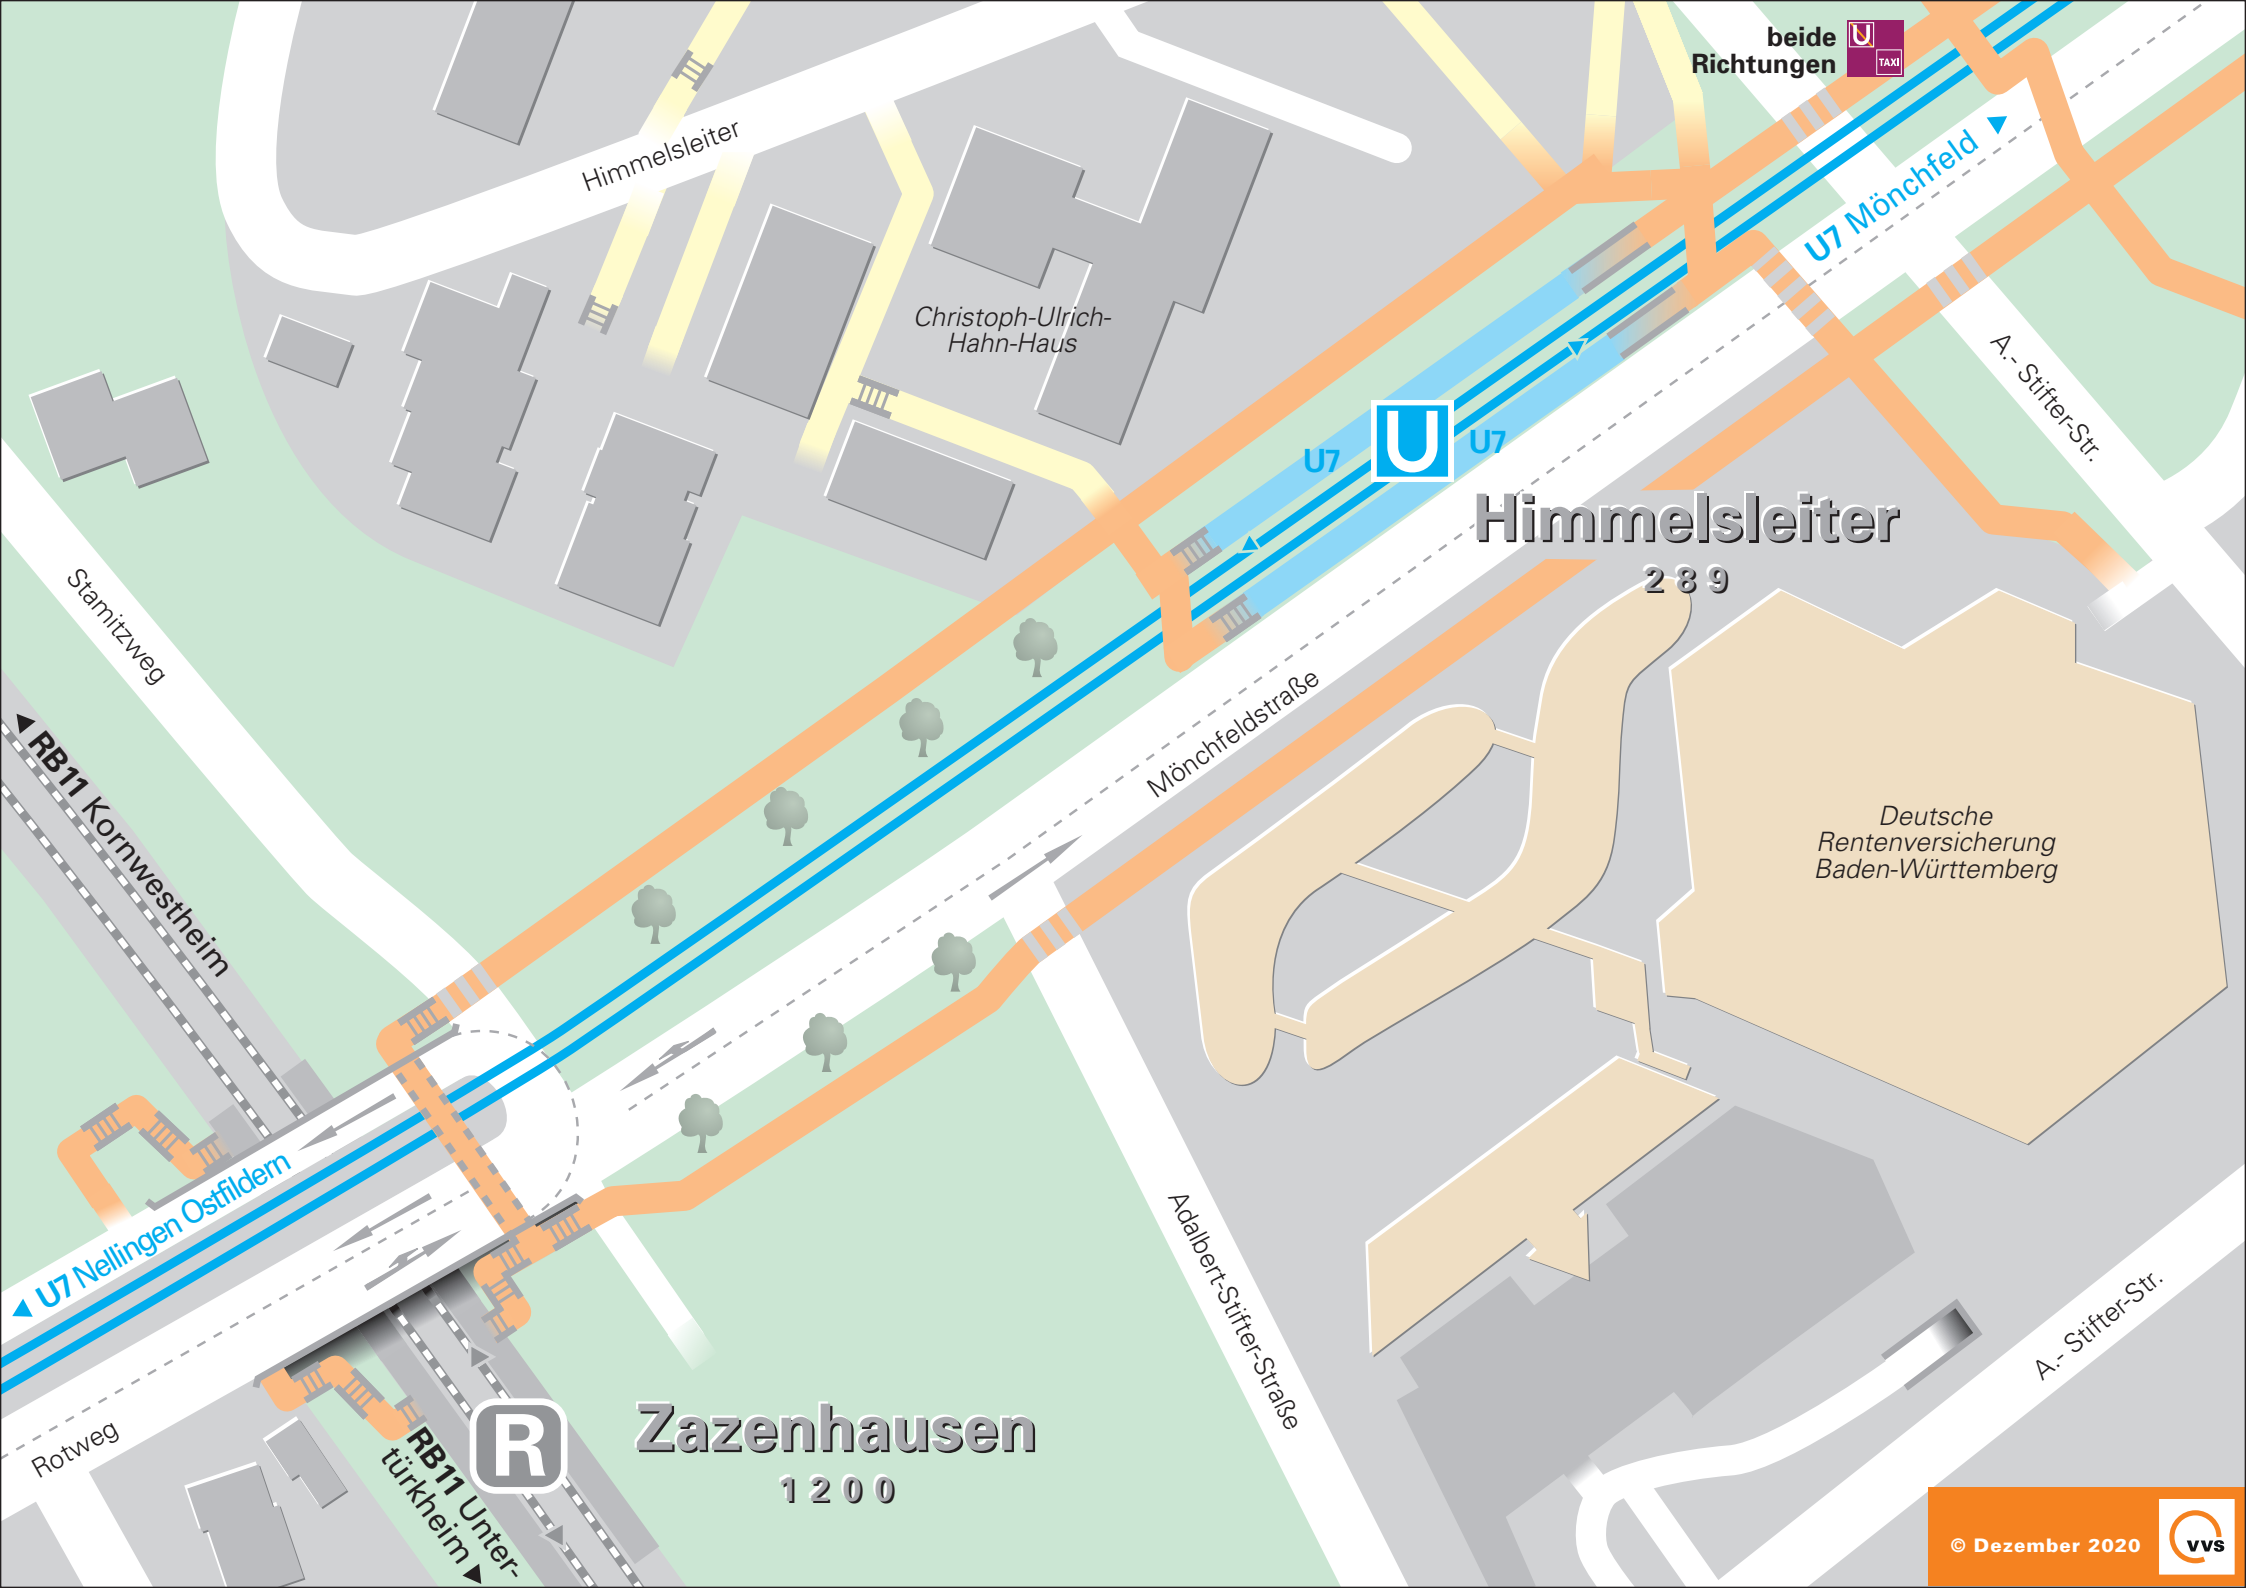 beide
Richtungen
U
TAXI
Himmelsleiter
U7 Mönchfeld
Christoph-Ulrich-
Hahn-Haus
A.- Stifter-Str.
U7
U
U7
Himmelsleiter
289
Stamitzweg
Mönchfeldstraße
RB11 Kornwestheim
Deutsche
Rentenversicherung
Baden-Württemberg
U7 Nellingen Ostfildern
Adalbert-Stifter-Straße
A.- Stifter-Str.
Rotweg
R
Zazenhausen
1200
RB11 Unter-
türkheim
© Dezember 2020
VVS